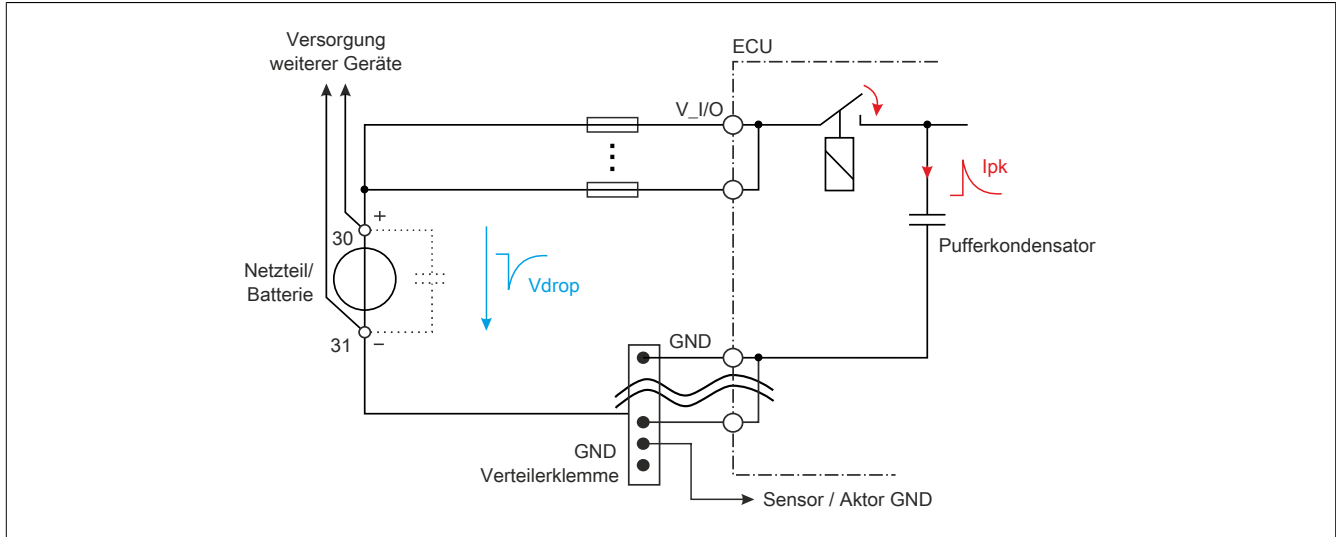 Versorgung
weiterer Geräte
ECU
V_I/O
Ipk
+
30
Pufferkondensator
Netzteil/
Batterie
Vdrop
31
–
GND
GND
Verteilerklemme
Sensor / Aktor GND